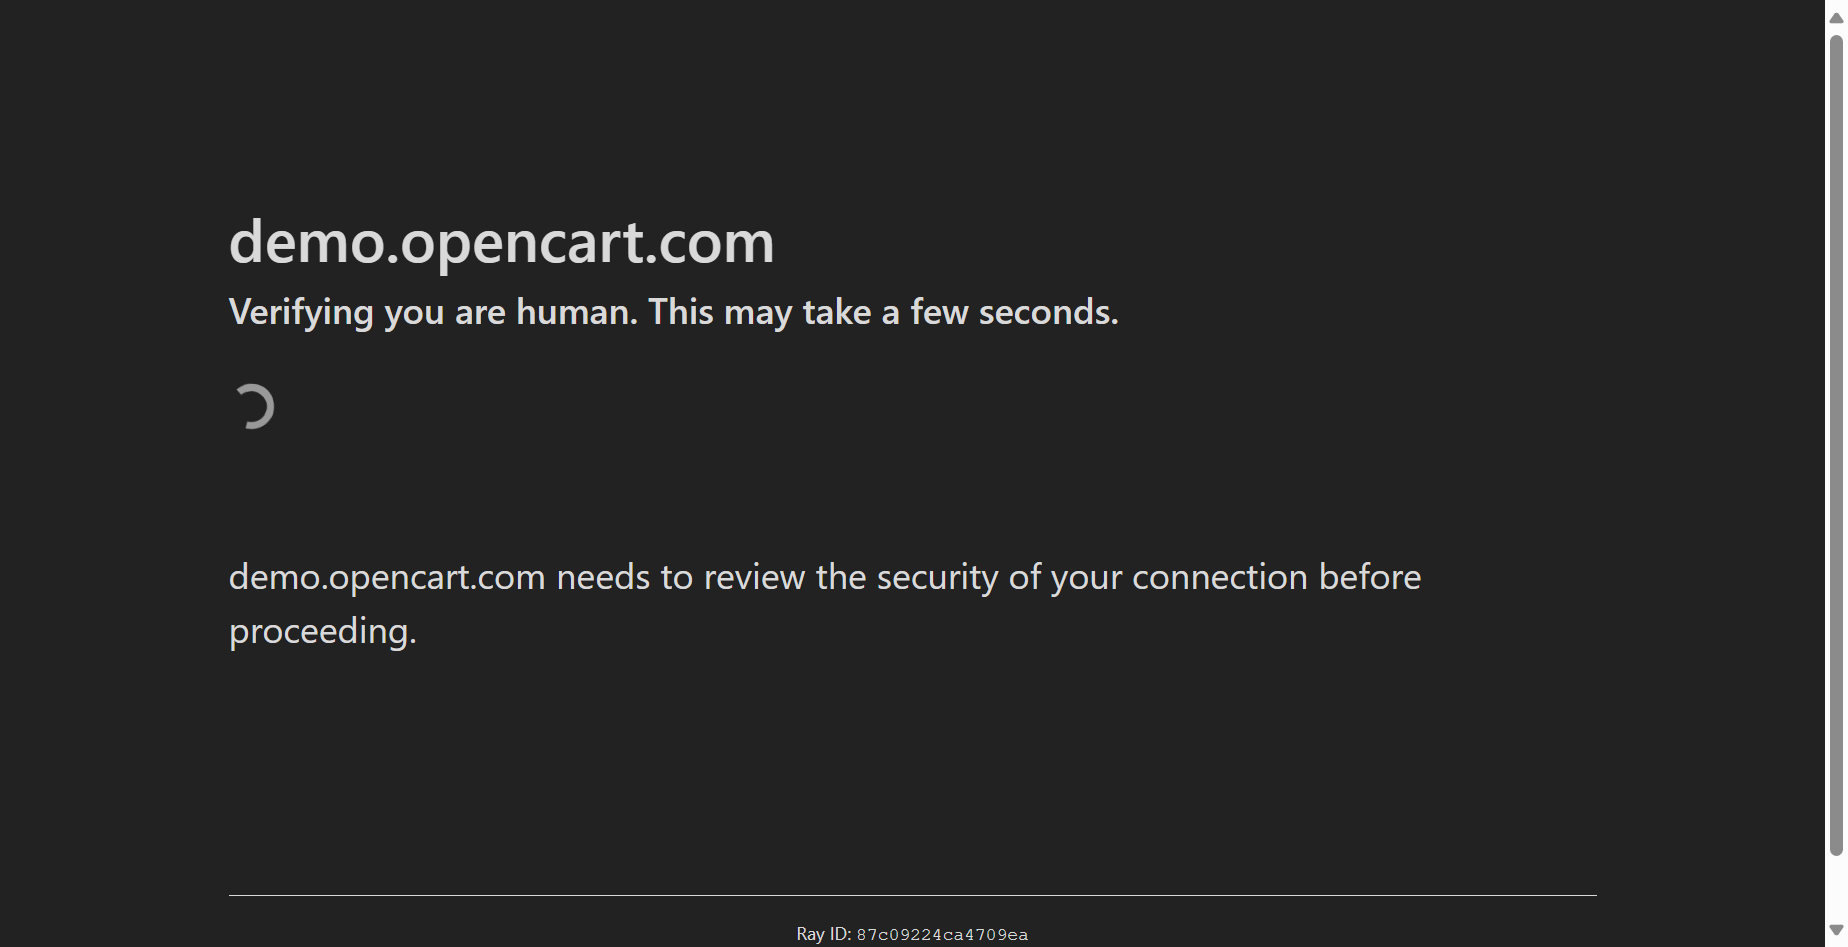 demo.opencart.com
Verifying you are human. This may take a few seconds.
demo.opencart.com needs to review the security of your connection before
proceeding.
Ray ID: 87c09224ca4709ea